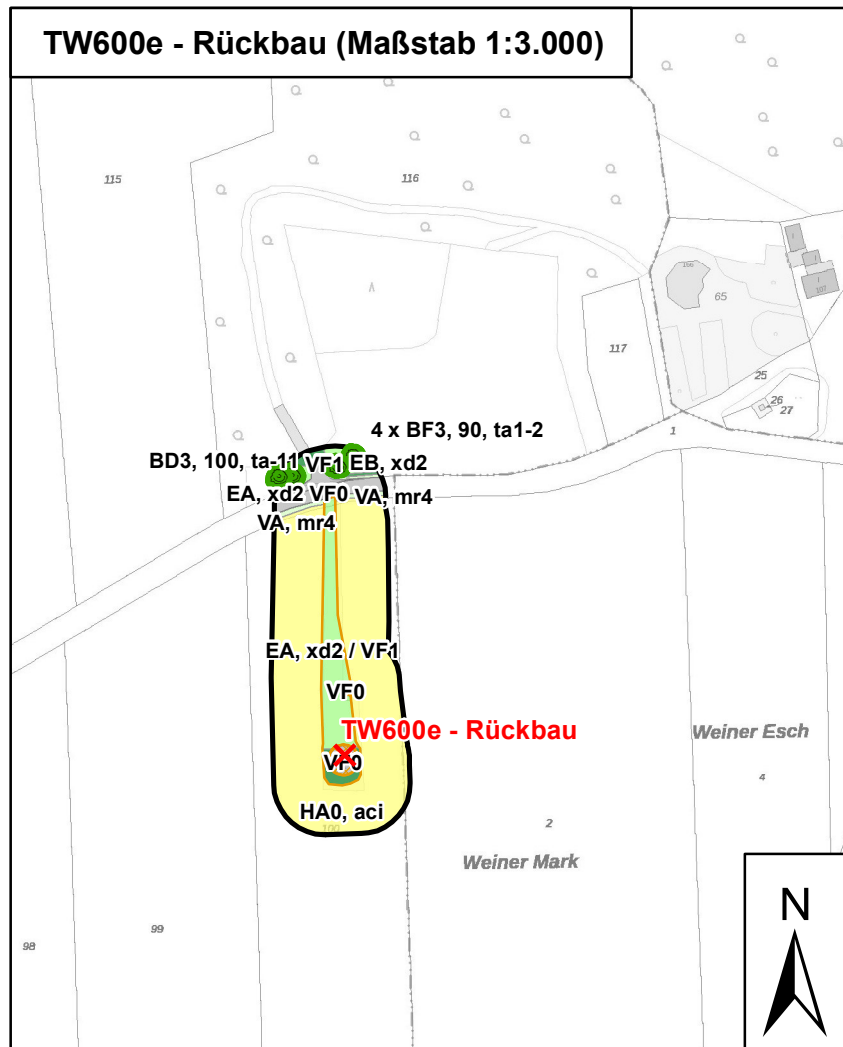 TW600e - Rückbau (Maßstab 1:3.000)
115
116
106
107
65
117
25
26
27
1
4 x BF3, 90, ta1-2
BD3, 100, ta-11
VF1
EB, xd2
EA, xd2
VF0
VA, mr4
VA, mr4
EA, xd2 / VF1
VF0
TW600e - Rückbau
VF0
HA0, aci
100
Weiner Esch
4
2
Weiner Mark
99
98
N